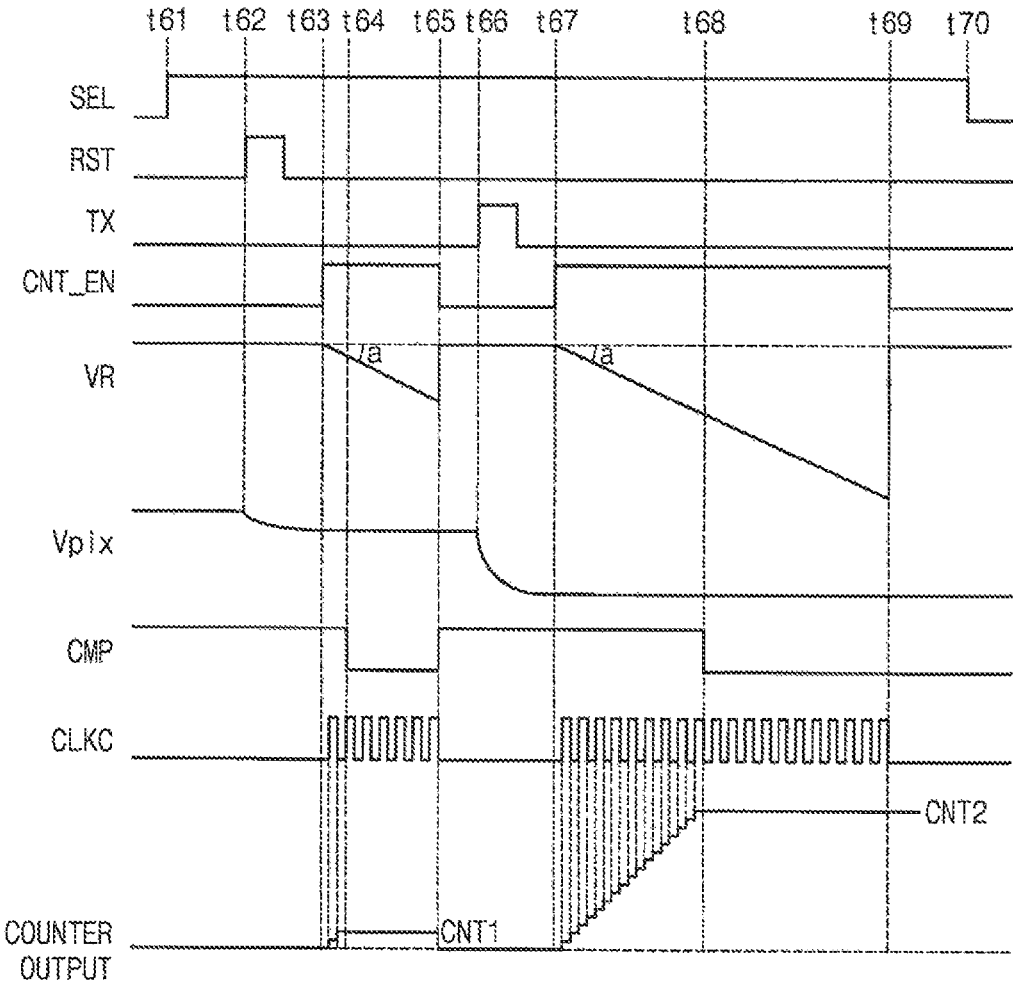 t61 t62 t63 t64 t65 t66 t67 t68 t69 t70
SEL
RST
TX
CNT_EN
a a
VR
Vpix
CMP
CLKC
CNT2
CNT1
COUNTER
OUTPUT